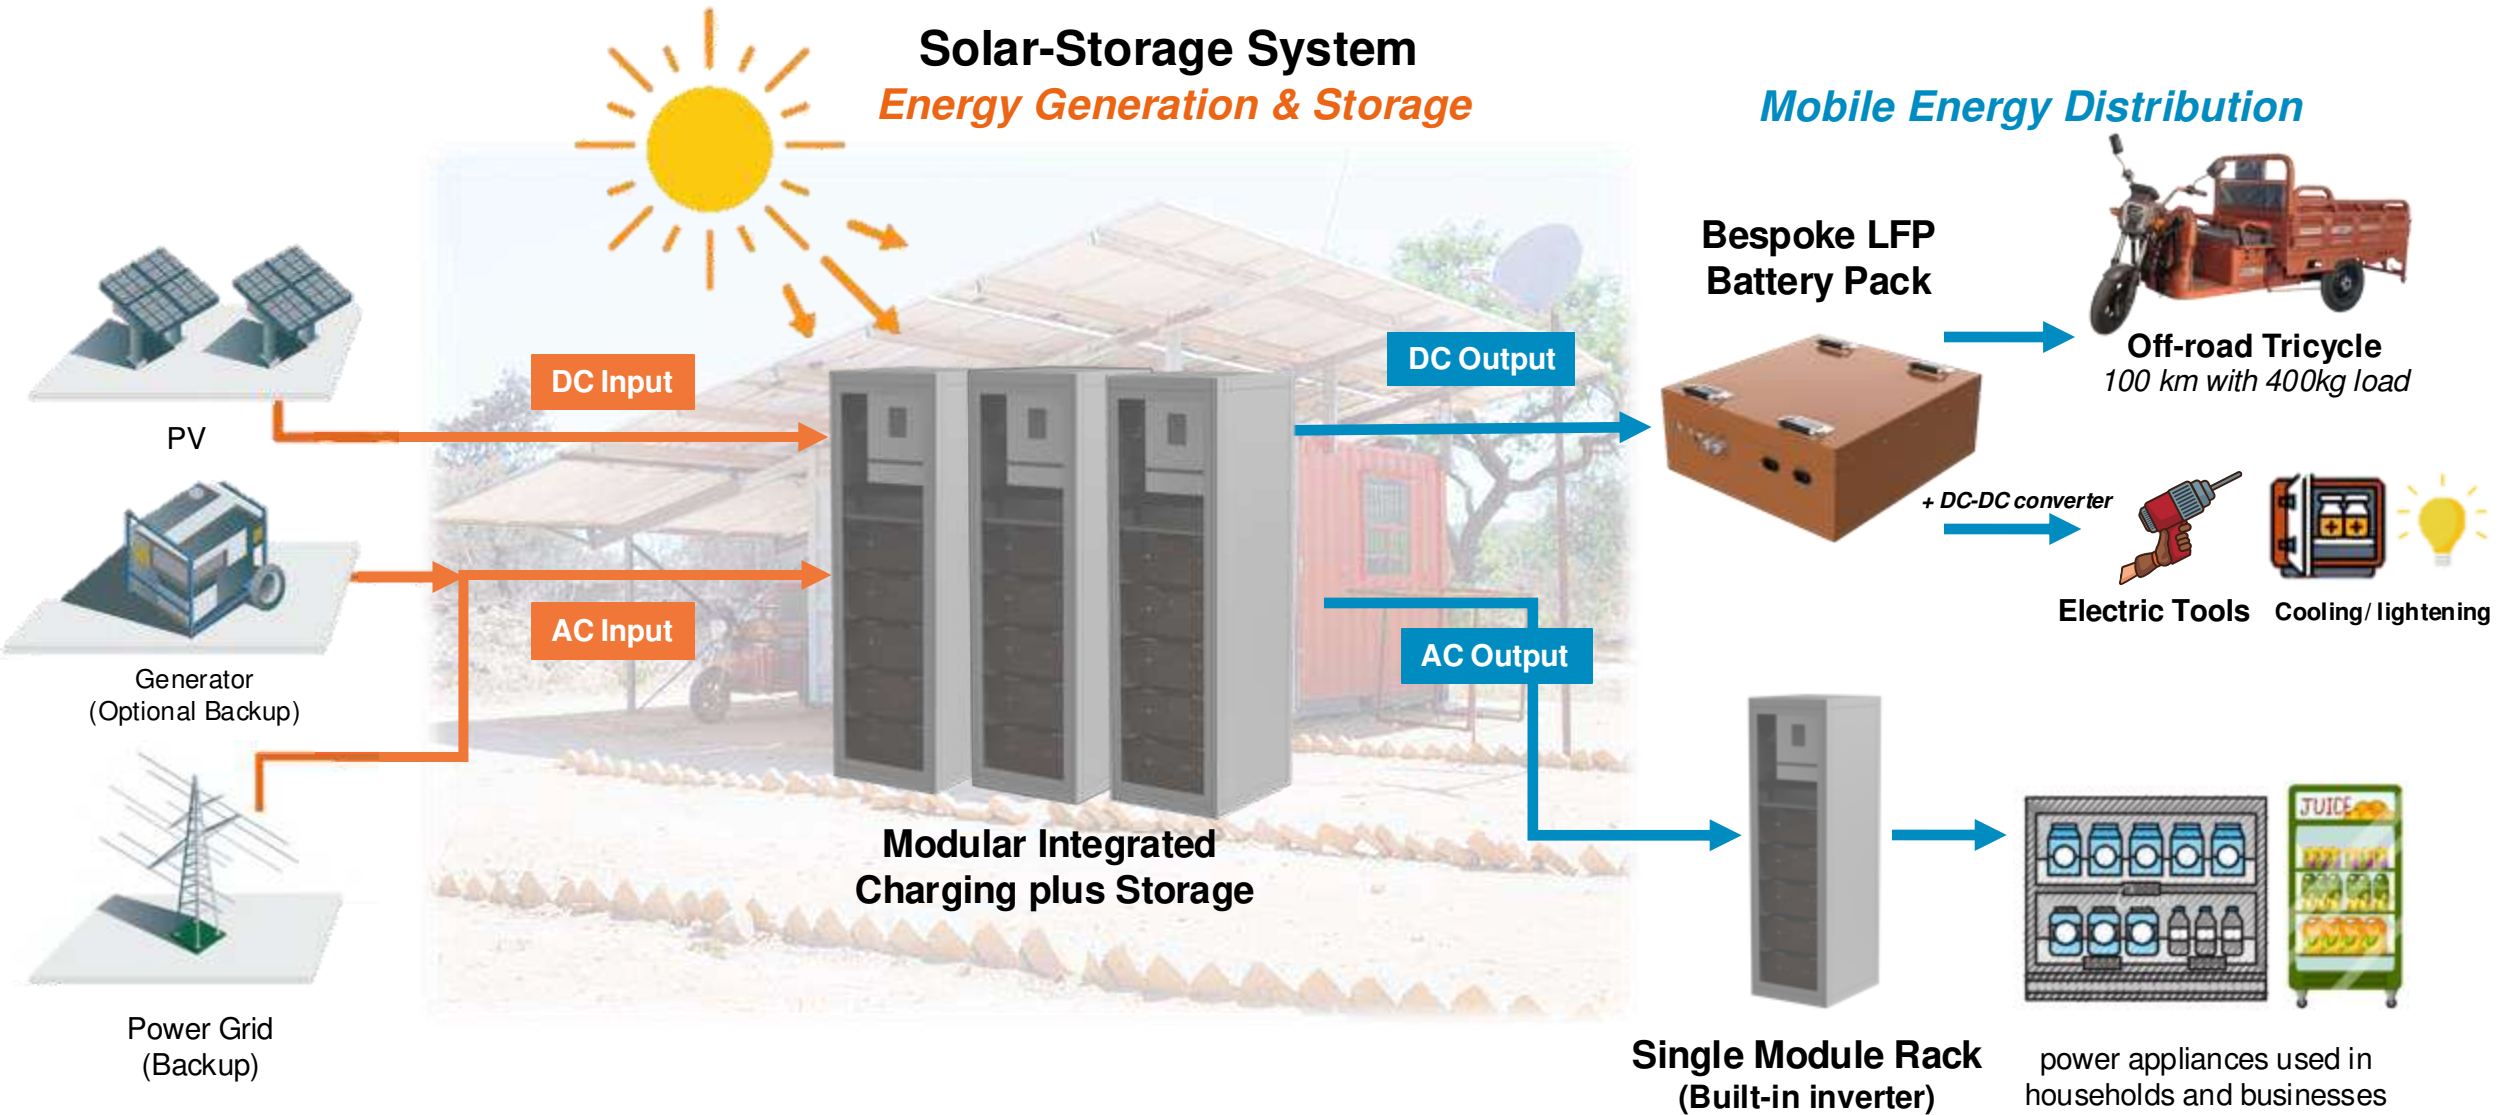 Solar-Storage System
Energy Generation & Storage
Mobile Energy Distribution
Bespoke LFP
Battery Pack
Off-road Tricycle
100 km with 400kg load
DC Input
DC Output
PV
+ DC-DC converter
Electric Tools
Cooling/ lightening
AC Input
AC Output
Generator
(Optional Backup)
JUICE
Modular Integrated
Charging plus Storage
Power Grid
(Backup)
Single Module Rack
(Built-in inverter)
power appliances used in
households and businesses